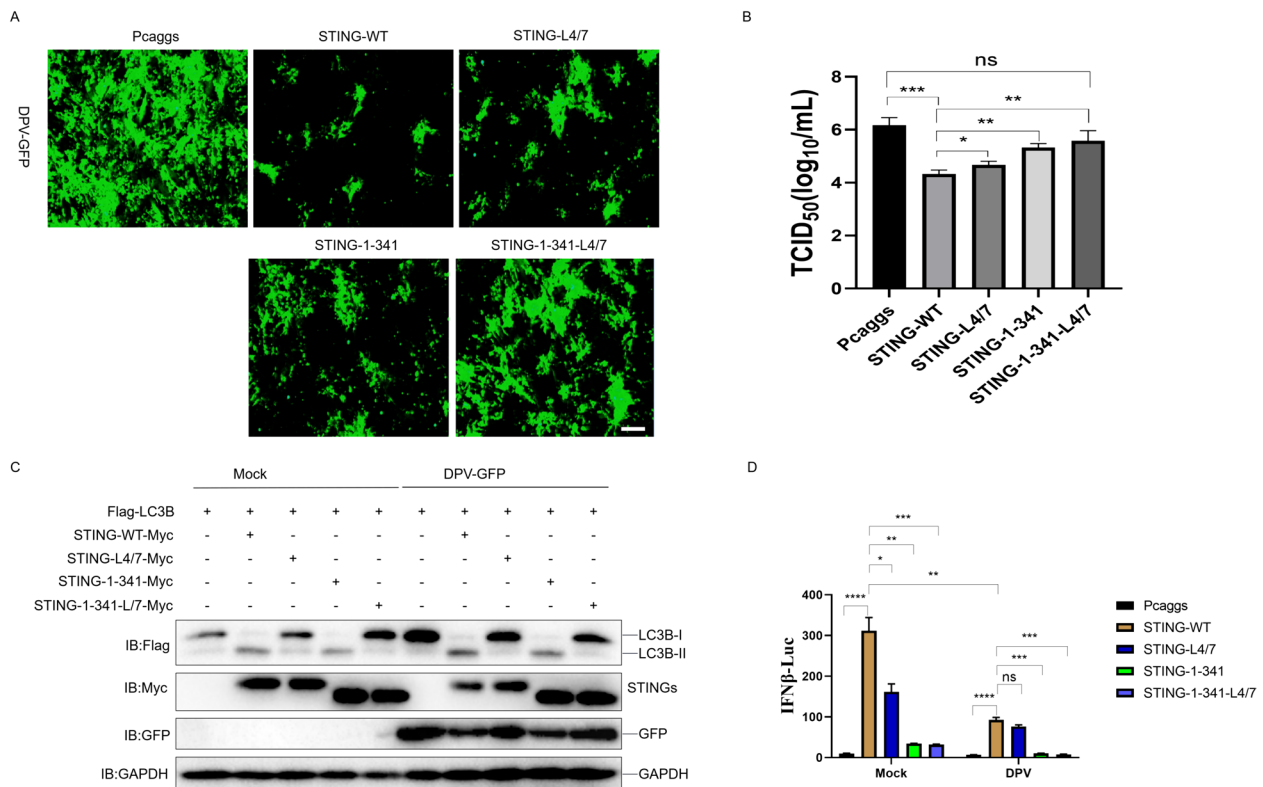 A
Pcaggs
STING-WT
STING-L4/7
DPV-GFP
STING-1-341
STING-1-341-L4/7
B
ns
***
**
**
*
TCID50(log10/mL)
8
6
4
2
0
Pcaggs
STING-WT
STING-L4/7
STING-1-341
STING-1-341-L4/7
C
Mock DPV-GFP
Flag-LC3B + + + + + + + + + +
STING-WT-Myc - + - - - - + - - -
STING-L4/7-Myc - - + - - - - + - -
STING-1-341-Myc - - - + - - - - + -
STING-1-341-L/7-Myc - - - - + - - - - +
IB:Flag LC3B-I
LC3B-II
IB:Myc STINGs
IB:GFP GFP
IB:GAPDH GAPDH
D
***
**
*
**
****
***
***
ns
****
IFNβ-Luc
400
300
200
100
0
Mock DPV
Pcaggs
STING-WT
STING-L4/7
STING-1-341
STING-1-341-L4/7